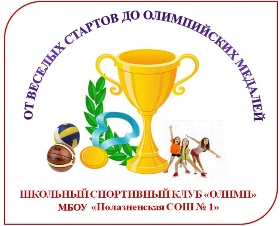 ОТ ВЕСЕЛЫХ СТАРТОВ ДО ОЛИМПИЙСКИХ МЕДАЛЕЙ
ШКОЛЬНЫЙ СПОРТИВНЫЙ КЛУБ «ОЛИМП»
МБОУ «Полазненская СОШ № 1»